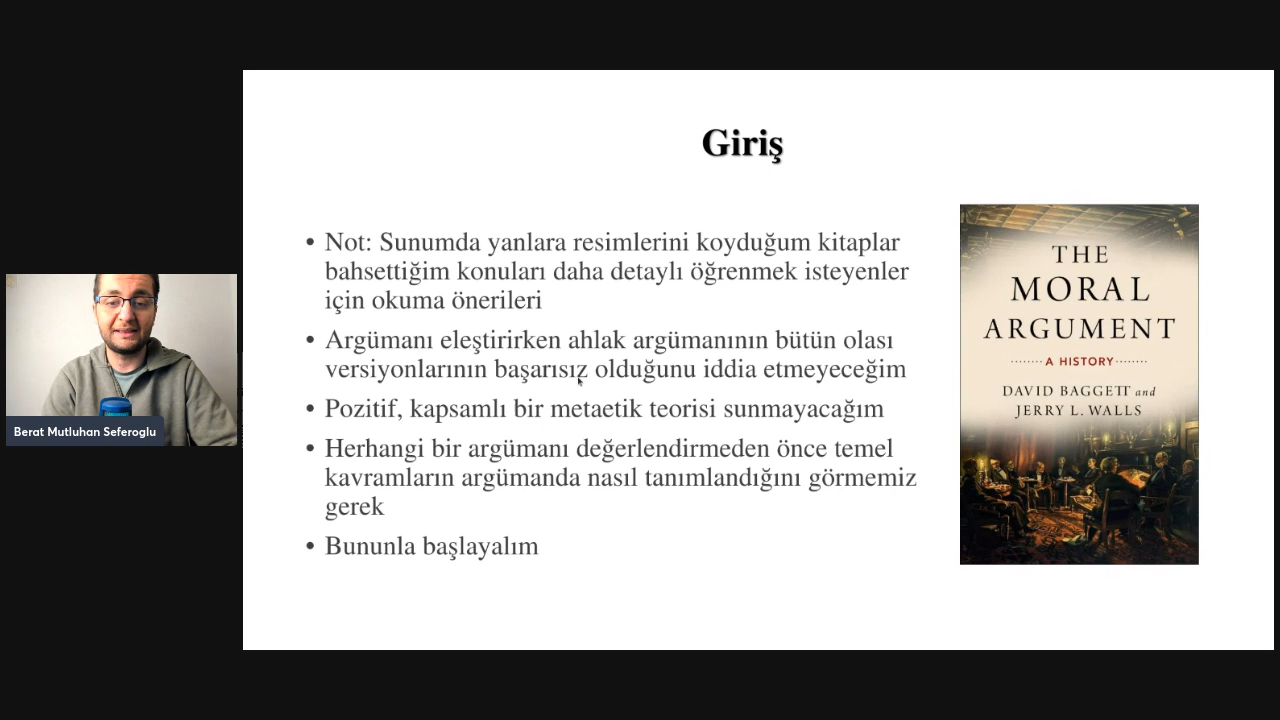 Giriş
• Not: Sunumda yanlara resimlerini koyduğum kitaplar
bahsettiğim konuları daha detaylı öğrenmek isteyenler
için okuma önerileri
• Argümanı eleştirirken ahlak argümanının bütün olası
versiyonlarının başarısız olduğunu iddia etmeyeceğim
• Pozitif, kapsamlı bir metaetik teorisi sunmayacağım
• Herhangi bir argümanı değerlendirmeden önce temel
kavramların argümanda nasıl tanımlandığını görmemiz
gerek
• Bununla başlayalım
THE
MORAL
ARGUMENT
A HISTORY
DAVID BAGGETT and
JERRY L. WALLS
Berat Mutluhan Seferoglu